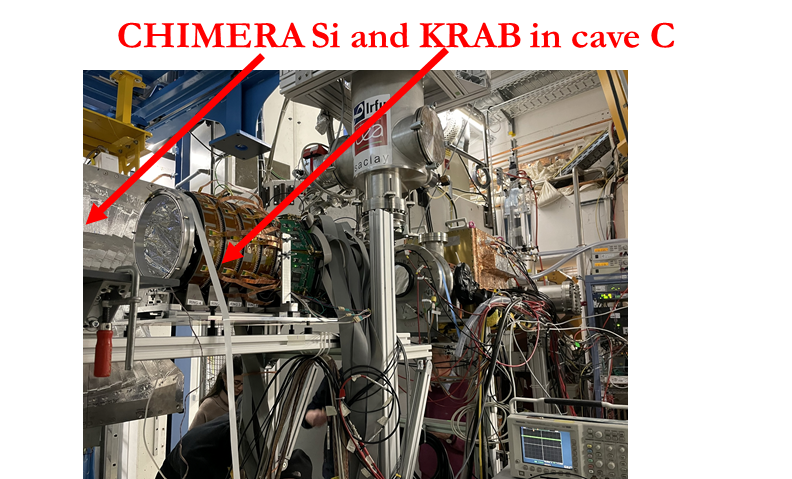 CHIMERA Si and KRAB in cave C
Irfu
saclay